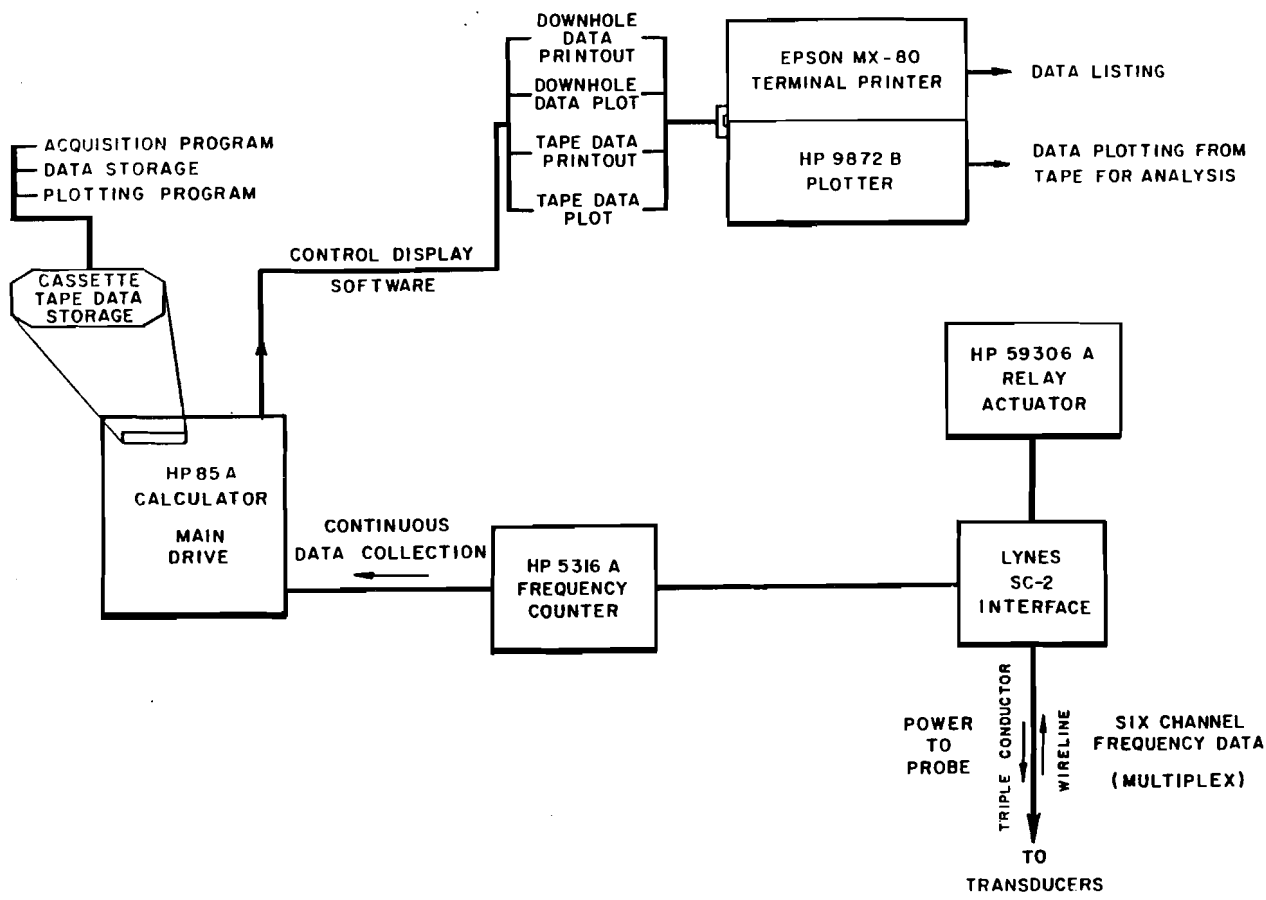 DOWNHOLE
DATA
PRINTOUT
DOWNHOLE
DATA PLOT
TAPE DATA
PRINTOUT
TAPE DATA
PLOT
EPSON MX-80
TERMINAL PRINTER
HP 9872 B
PLOTTER
DATA LISTING
DATA PLOTTING FROM
TAPE FOR ANALYSIS
ACQUISITION PROGRAM
DATA STORAGE
PLOTTING PROGRAM
CASSETTE
TAPE DATA
STORAGE
CONTROL DISPLAY
SOFTWARE
HP 85 A
CALCULATOR
MAIN
DRIVE
CONTINUOUS
DATA COLLECTION
HP 5316 A
FREQUENCY
COUNTER
HP 59306 A
RELAY
ACTUATOR
LYNES
SC-2
INTERFACE
POWER
TO
PROBE
TRIPLE CONDUCTOR
WIRELINE
SIX CHANNEL
FREQUENCY DATA
(MULTIPLEX)
TO
TRANSDUCERS